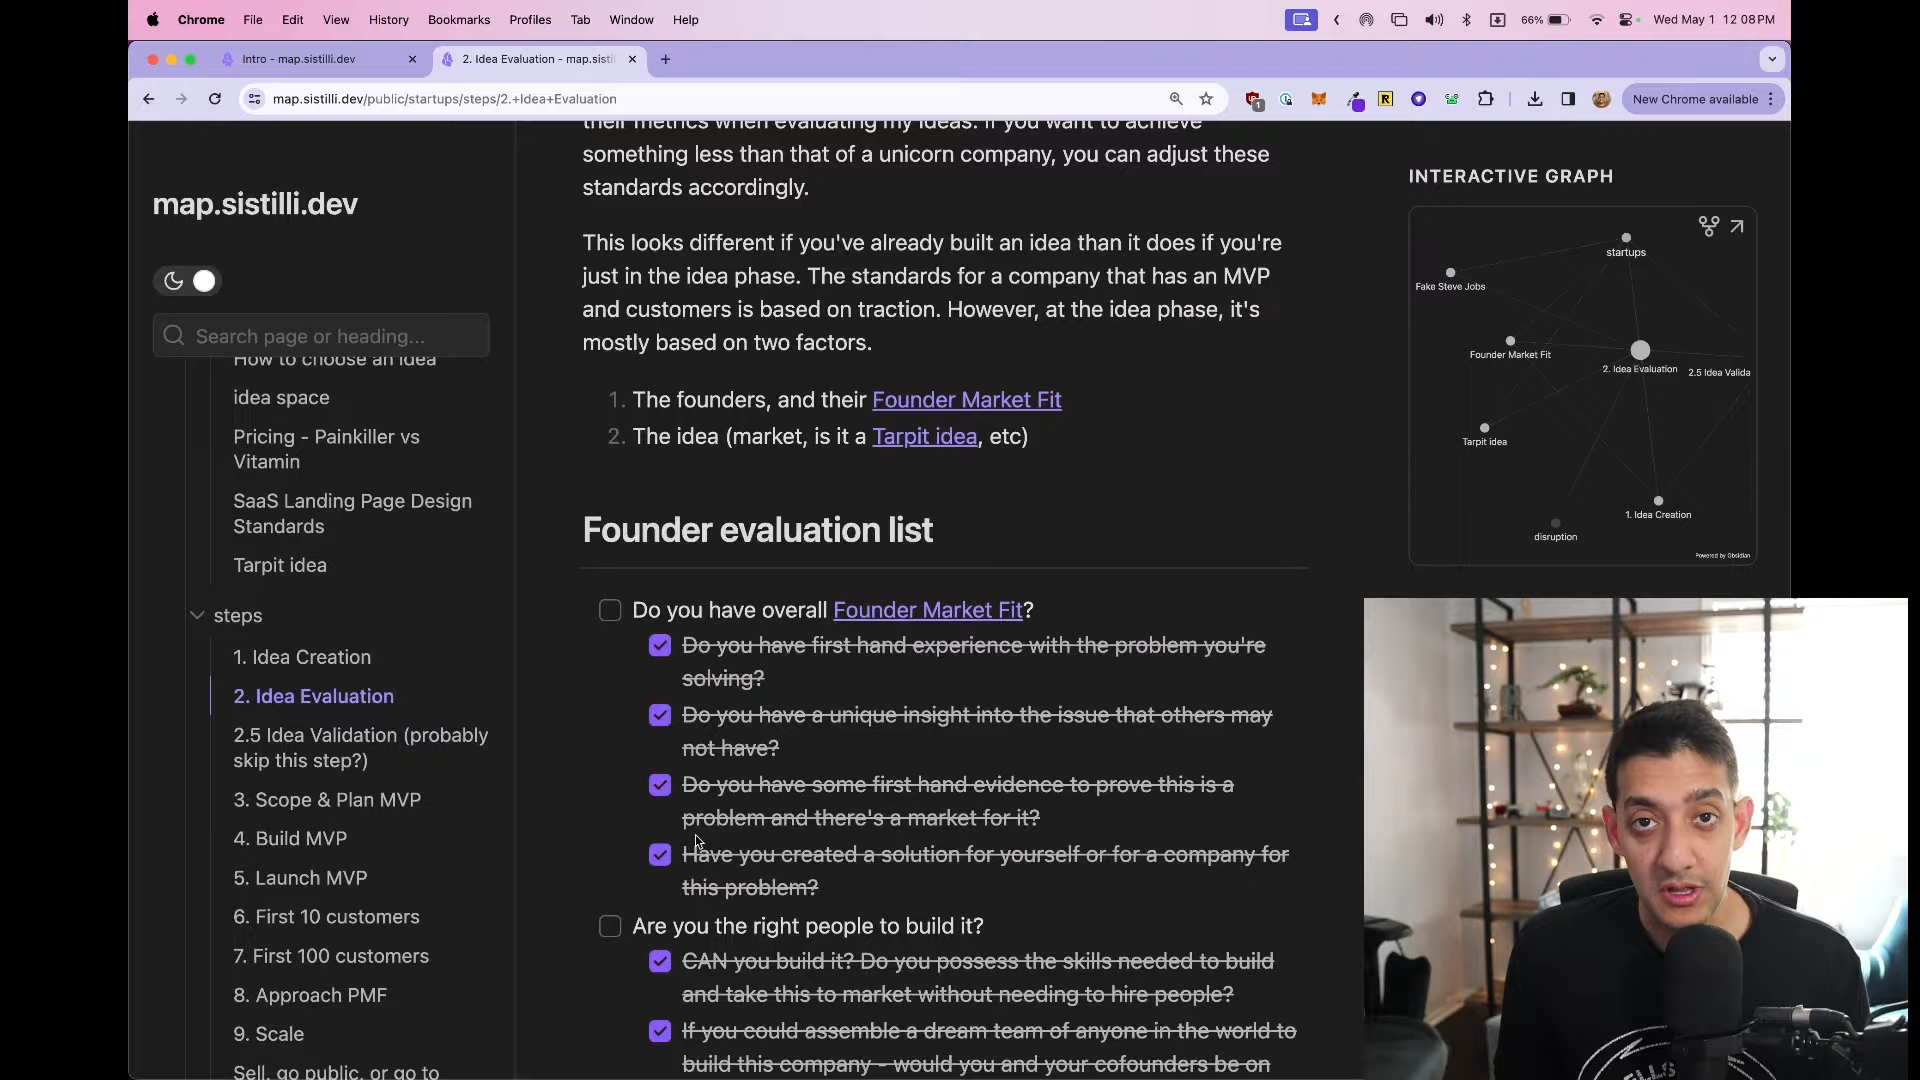 Chrome File Edit View History Bookmarks Profiles Tab Window Help
66% Wed May 1 12 08 PM
Intro - map.sistilli.dev
2. Idea Evaluation - map.sisti
map.sistilli.dev/public/startups/steps/2.+Idea+Evaluation
1
R
New Chrome available
map.sistilli.dev
Search page or heading...
How to choose an idea
idea space
Pricing - Painkiller vs
Vitamin
SaaS Landing Page Design
Standards
Tarpit idea
steps
1. Idea Creation
2. Idea Evaluation
2.5 Idea Validation (probably
skip this step?)
3. Scope & Plan MVP
4. Build MVP
5. Launch MVP
6. First 10 customers
7. First 100 customers
8. Approach PMF
9. Scale
Sell, go public, or go to
their metrics when evaluating my ideas. If you want to achieve
something less than that of a unicorn company, you can adjust these
standards accordingly.
This looks different if you've already built an idea than it does if you're
just in the idea phase. The standards for a company that has an MVP
and customers is based on traction. However, at the idea phase, it's
mostly based on two factors.
1. The founders, and their Founder Market Fit
2. The idea (market, is it a Tarpit idea, etc)
Founder evaluation list
Do you have overall Founder Market Fit?
Do you have first hand experience with the problem you're
solving?
Do you have a unique insight into the issue that others may
not have?
Do you have some first hand evidence to prove this is a
problem and there's a market for it?
Have you created a solution for yourself or for a company for
this problem?
Are you the right people to build it?
CAN you build it? Do you possess the skills needed to build
and take this to market without needing to hire people?
If you could assemble a dream team of anyone in the world to
build this company - would you and your cofounders be on
INTERACTIVE GRAPH
startups
Fake Steve Jobs
Founder Market Fit
2. Idea Evaluation
2.5 Idea Valida
Tarpit idea
1. Idea Creation
disruption
Powered by Obsidian